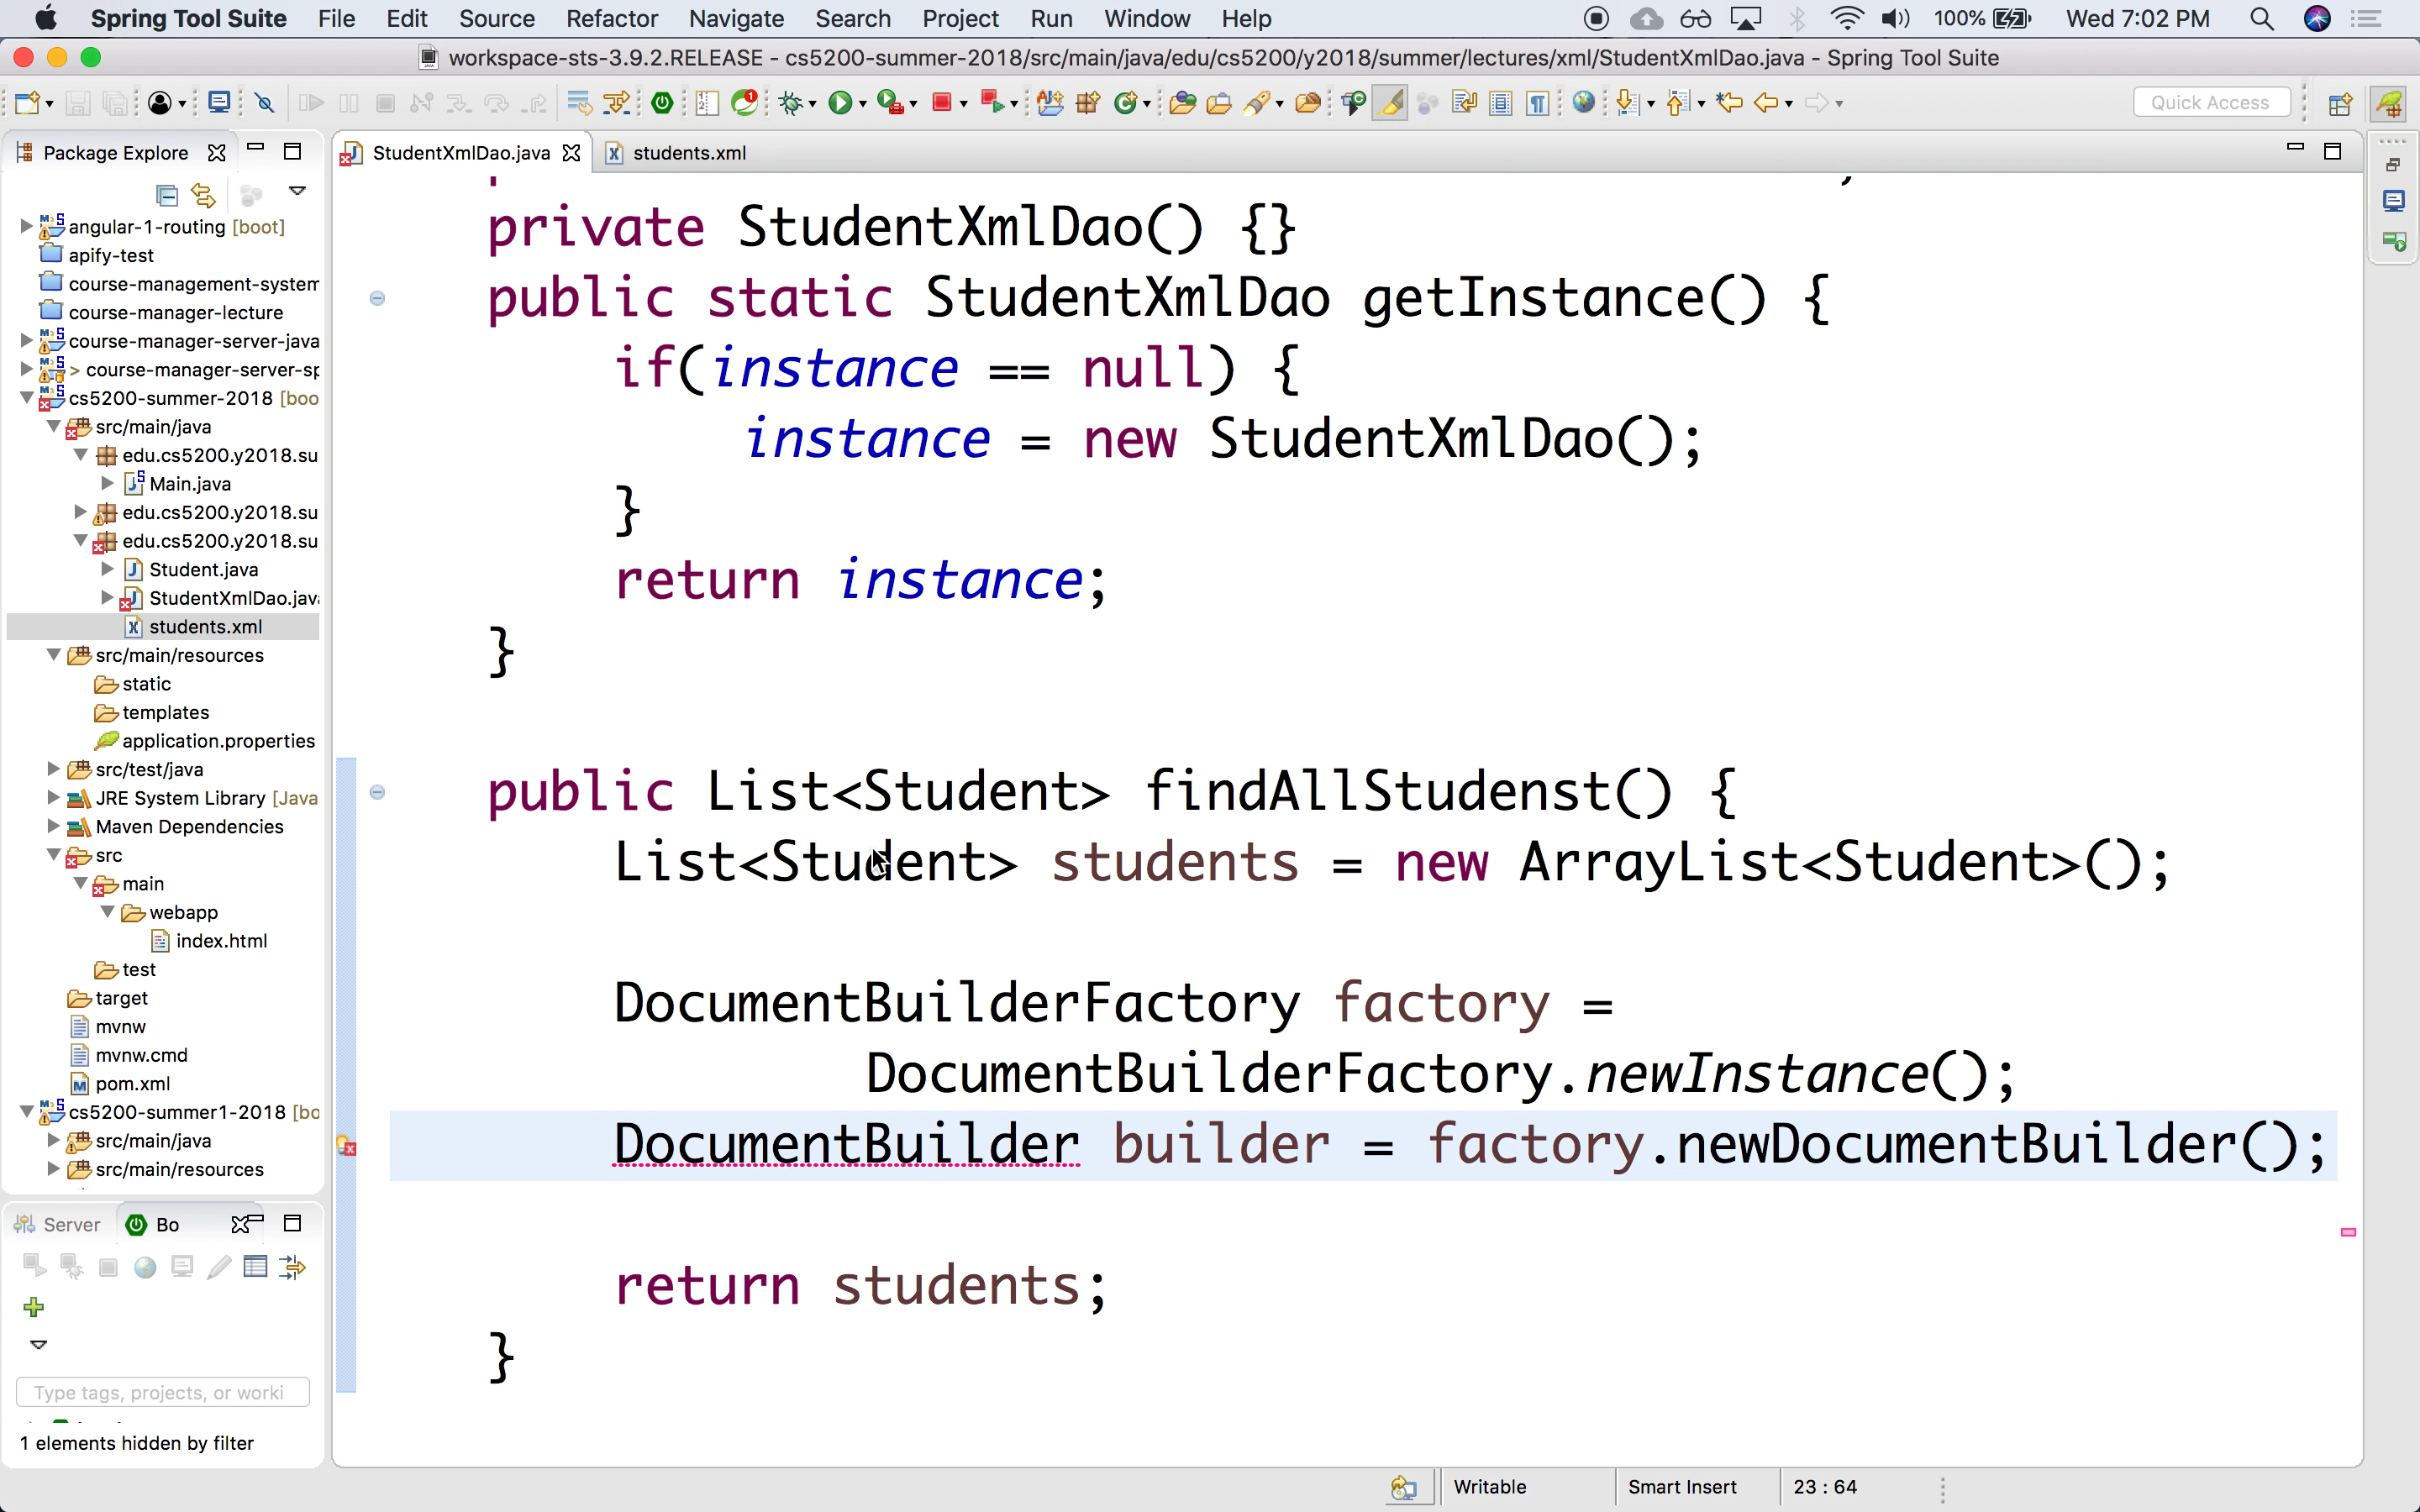 Spring Tool Suite File Edit Source Refactor Navigate Search Project Run Window Help 100% Wed 7:02 PM
workspace-sts-3.9.2.RELEASE - cs5200-summer-2018/src/main/java/edu/cs5200/y2018/summer/lectures/xml/StudentXmlDao.java - Spring Tool Suite
Quick Access
Package Explore
StudentXmlDao.java students.xml
angular-1-routing [boot]
apify-test
course-management-system
course-manager-lecture
course-manager-server-java
> course-manager-server-sp
cs5200-summer-2018 [boo
src/main/java
edu.cs5200.y2018.su
Main.java
edu.cs5200.y2018.su
edu.cs5200.y2018.su
Student.java
StudentXmlDao.jav
students.xml
src/main/resources
static
templates
application.properties
src/test/java
JRE System Library [Java
Maven Dependencies
src
main
webapp
index.html
test
target
mvnw
mvnw.cmd
pom.xml
cs5200-summer1-2018 [bo
src/main/java
src/main/resources
Server Bo
Type tags, projects, or worki
1 elements hidden by filter
private StudentXmlDao() {}
public static StudentXmlDao getInstance() {
if(instance == null) {
instance = new StudentXmlDao();
}
return instance;
}
public List<Student> findAllStudenst() {
List<Student> students = new ArrayList<Student>();
DocumentBuilderFactory factory =
DocumentBuilderFactory.newInstance();
DocumentBuilder builder = factory.newDocumentBuilder();
return students;
}
Writable Smart Insert 23 : 64